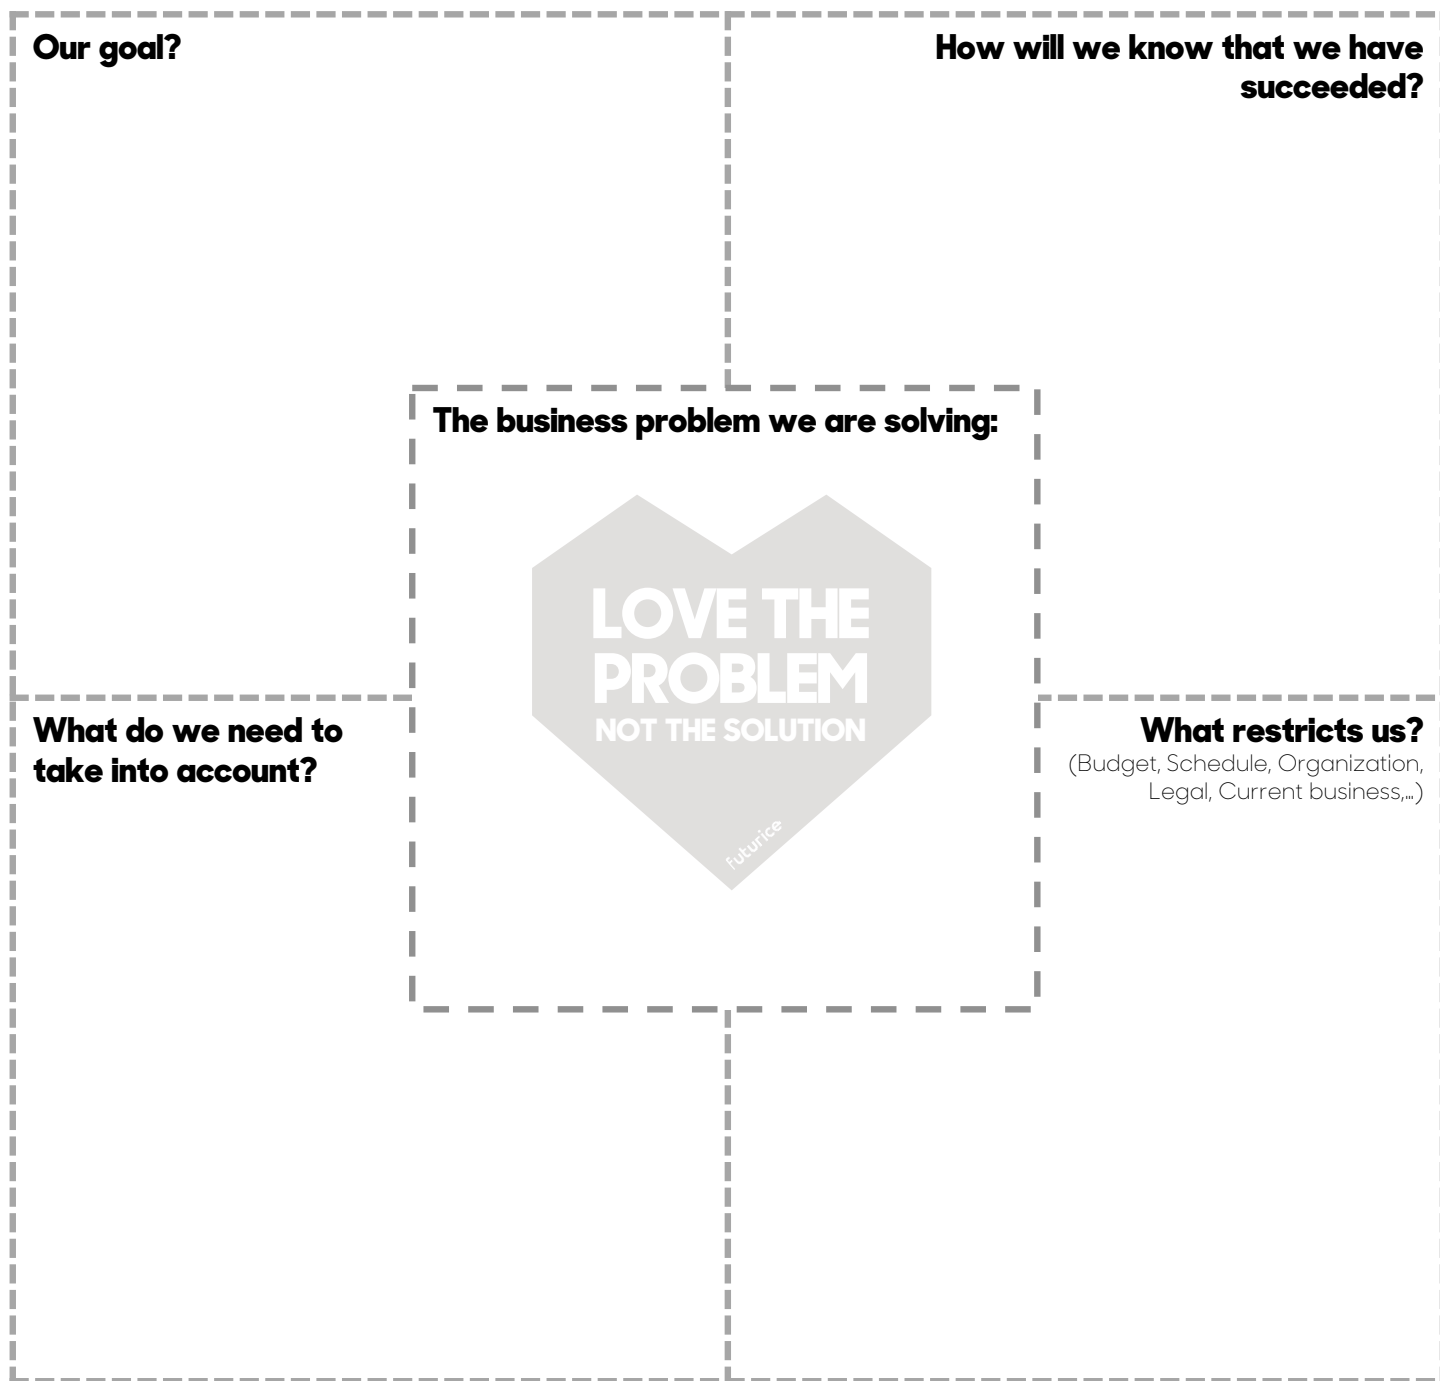 Our goal?
How will we know that we have
succeeded?
The business problem we are solving:
LOVE THE
PROBLEM
NOT THE SOLUTION
futurice
What do we need to
take into account?
What restricts us?
(Budget, Schedule, Organization,
Legal, Current business,...)